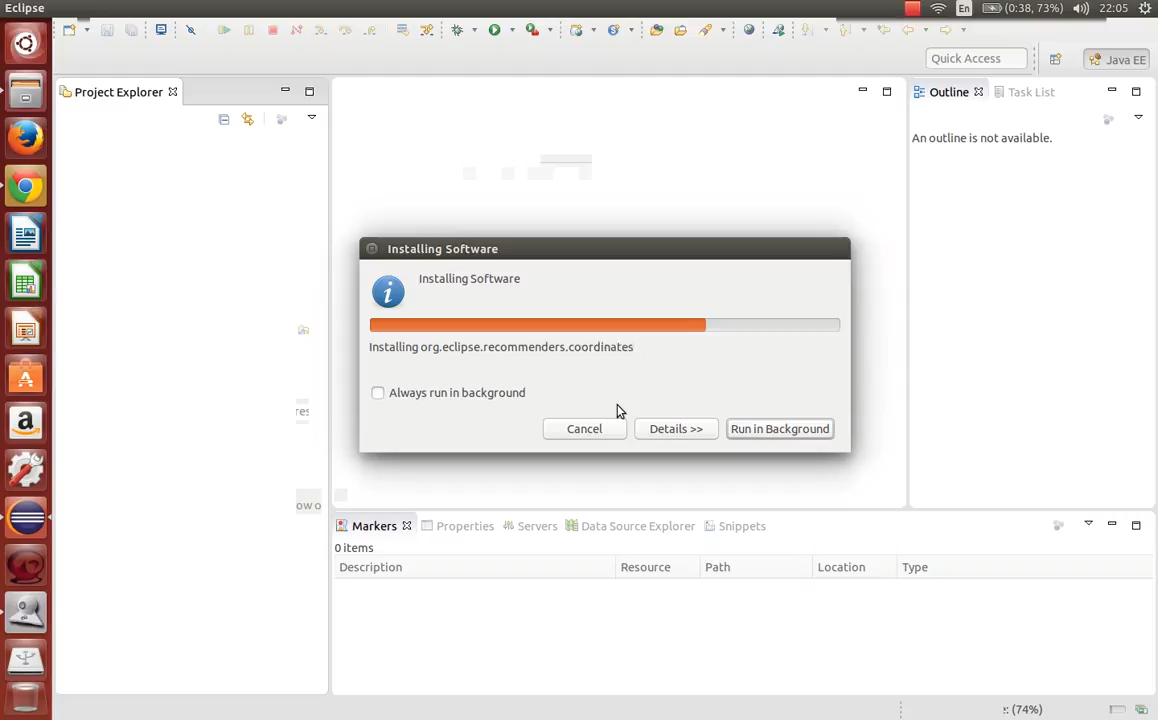 Eclipse
En
(0:38, 73%)
22:05
Quick Access
Java EE
Project Explorer
Outline
Task List
An outline is not available.
Installing Software
Installing Software
Installing org.eclipse.recommenders.coordinates
Always run in background
Cancel
Details >>
Run in Background
res
ow o
Markers
Properties
Servers
Data Source Explorer
Snippets
0 items
Description
Resource
Path
Location
Type
: (74%)